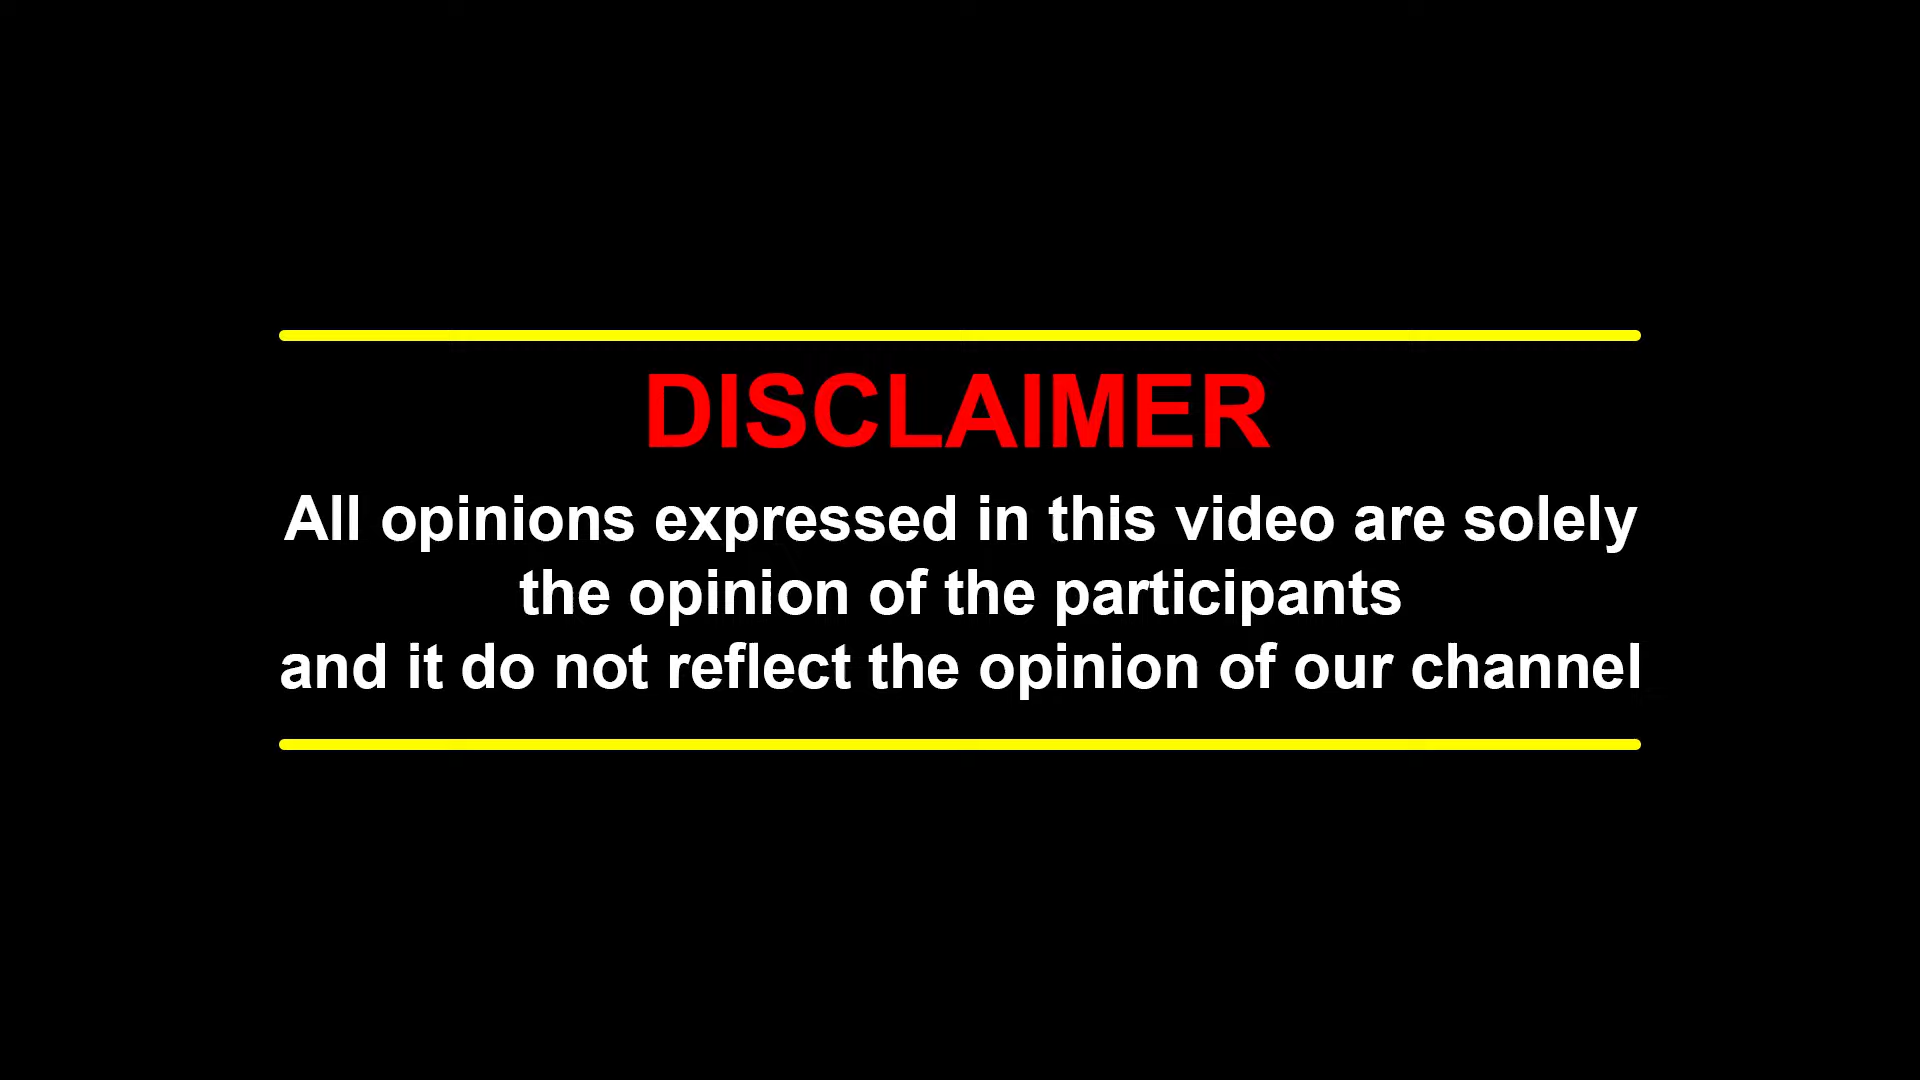 DISCLAIMER
All opinions expressed in this video are solely
the opinion of the participants
and it do not reflect the opinion of our channel